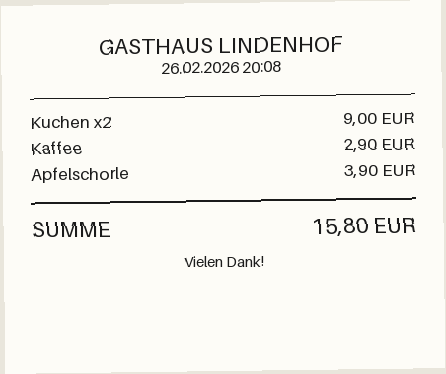 GASTHAUS LINDENHOF
26.02.2026 20:08
Kuchen x2 9,00 EUR
Kaffee 2,90 EUR
Apfelschorle 3,90 EUR
SUMME 15,80 EUR
Vielen Dank!